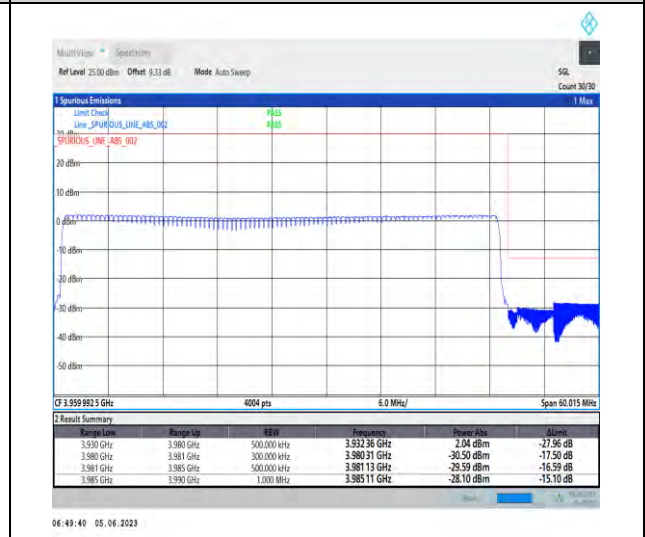 MultiView Spectrum
Ref Level 25.00 dBm Offset 9.33 dB Mode Auto Sweep SGL
Count 30/30
1 Spurious Emissions 1 Max
Limit Check PASS
Line _SPURIOUS_LINE_ABS_002 PASS
_SPURIOUS_LINE_ABS_002
20 dBm
10 dBm
0 dBm
-10 dBm
-20 dBm
-30 dBm
-40 dBm
-50 dBm
CF 3.959 992 5 GHz 4004 pts 6.0 MHz/ Span 60.015 MHz
2 Result Summary
Range Low Range Up RBW Frequency Power Abs ΔLimit
3.930 GHz 3.980 GHz 500.000 kHz 3.932 36 GHz 2.04 dBm -27.96 dB
3.980 GHz 3.981 GHz 300.000 kHz 3.980 31 GHz -30.50 dBm -17.50 dB
3.981 GHz 3.985 GHz 500.000 kHz 3.981 13 GHz -29.59 dBm -16.59 dB
3.985 GHz 3.990 GHz 1.000 MHz 3.985 11 GHz -28.10 dBm -15.10 dB
06:49:40 05.06.2023